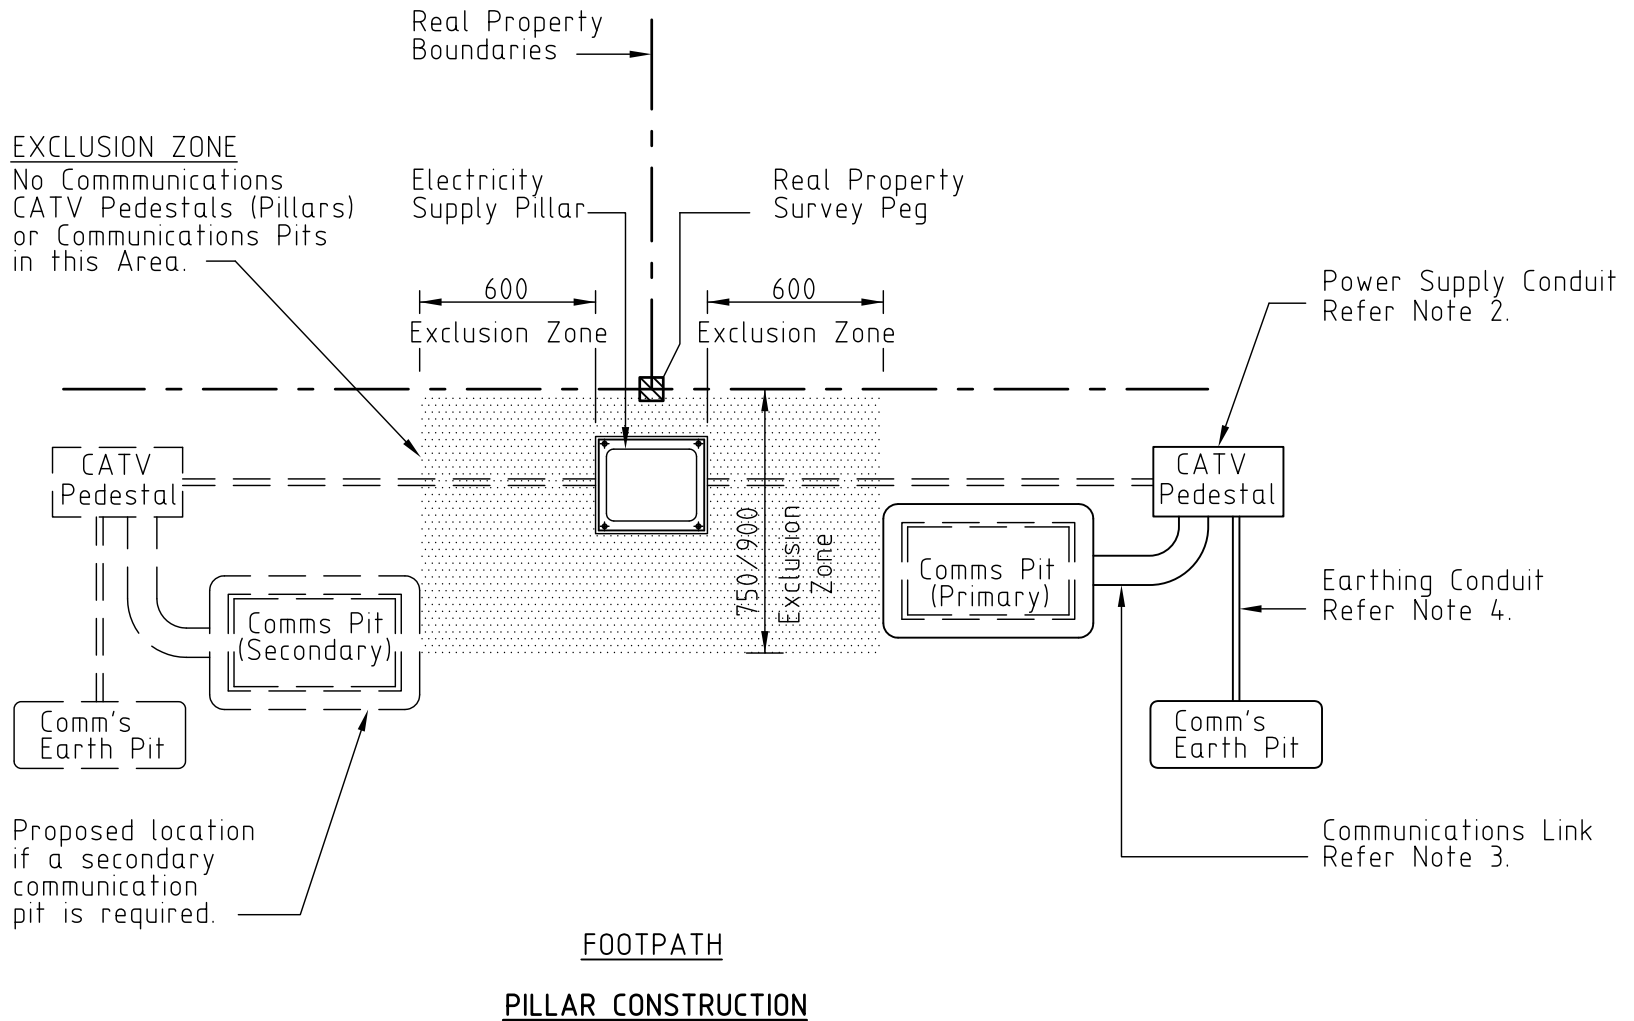 Real Property
Boundaries
EXCLUSION ZONE
No Commmunications
CATV Pedestals (Pillars)
or Communications Pits
in this Area.
Electricity
Supply Pillar
Real Property
Survey Peg
600
600
Exclusion Zone
Exclusion Zone
Power Supply Conduit
Refer Note 2.
CATV
Pedestal
CATV
Pedestal
750/900
Exclusion
Zone
Comms Pit
(Primary)
Comms Pit
(Secondary)
Earthing Conduit
Refer Note 4.
Comm's
Earth Pit
Comm's
Earth Pit
Proposed location
if a secondary
communication
pit is required.
Communications Link
Refer Note 3.
FOOTPATH
PILLAR CONSTRUCTION